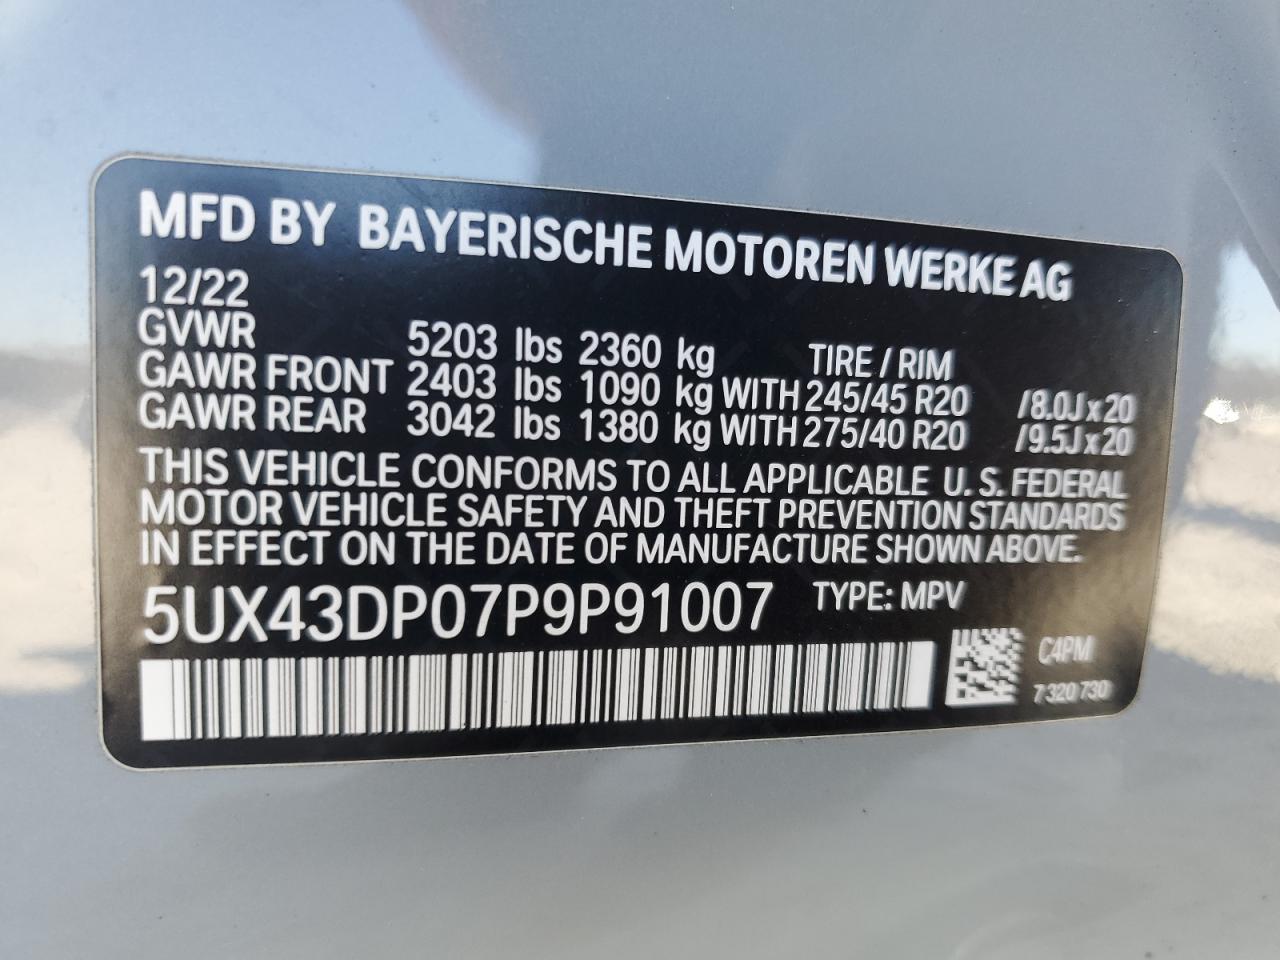 MFD BY BAYERISCHE MOTOREN WERKE AG
12/22
GVWR 5203 lbs 2360 kg TIRE / RIM
GAWR FRONT 2403 lbs 1090 kg WITH 245/45 R20 /8.0J x 20
GAWR REAR 3042 lbs 1380 kg WITH 275/40 R20 /9.5J x 20
THIS VEHICLE CONFORMS TO ALL APPLICABLE U. S. FEDERAL
MOTOR VEHICLE SAFETY AND THEFT PREVENTION STANDARDS
IN EFFECT ON THE DATE OF MANUFACTURE SHOWN ABOVE.
5UX43DP07P9P91007 TYPE: MPV
C4PM
7 320 730